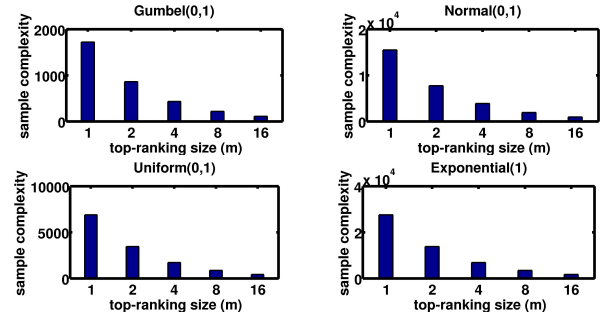 Gumbel(0,1)
sample complexity
2000
1000
0
1 2 4 8 16
top-ranking size (m)
Normal(0,1)
sample complexity
x 10^4
2
1
0
1 2 4 8 16
top-ranking size (m)
Uniform(0,1)
sample complexity
10000
5000
0
1 2 4 8 16
top-ranking size (m)
Exponential(1)
sample complexity
x 10^4
4
2
0
1 2 4 8 16
top-ranking size (m)